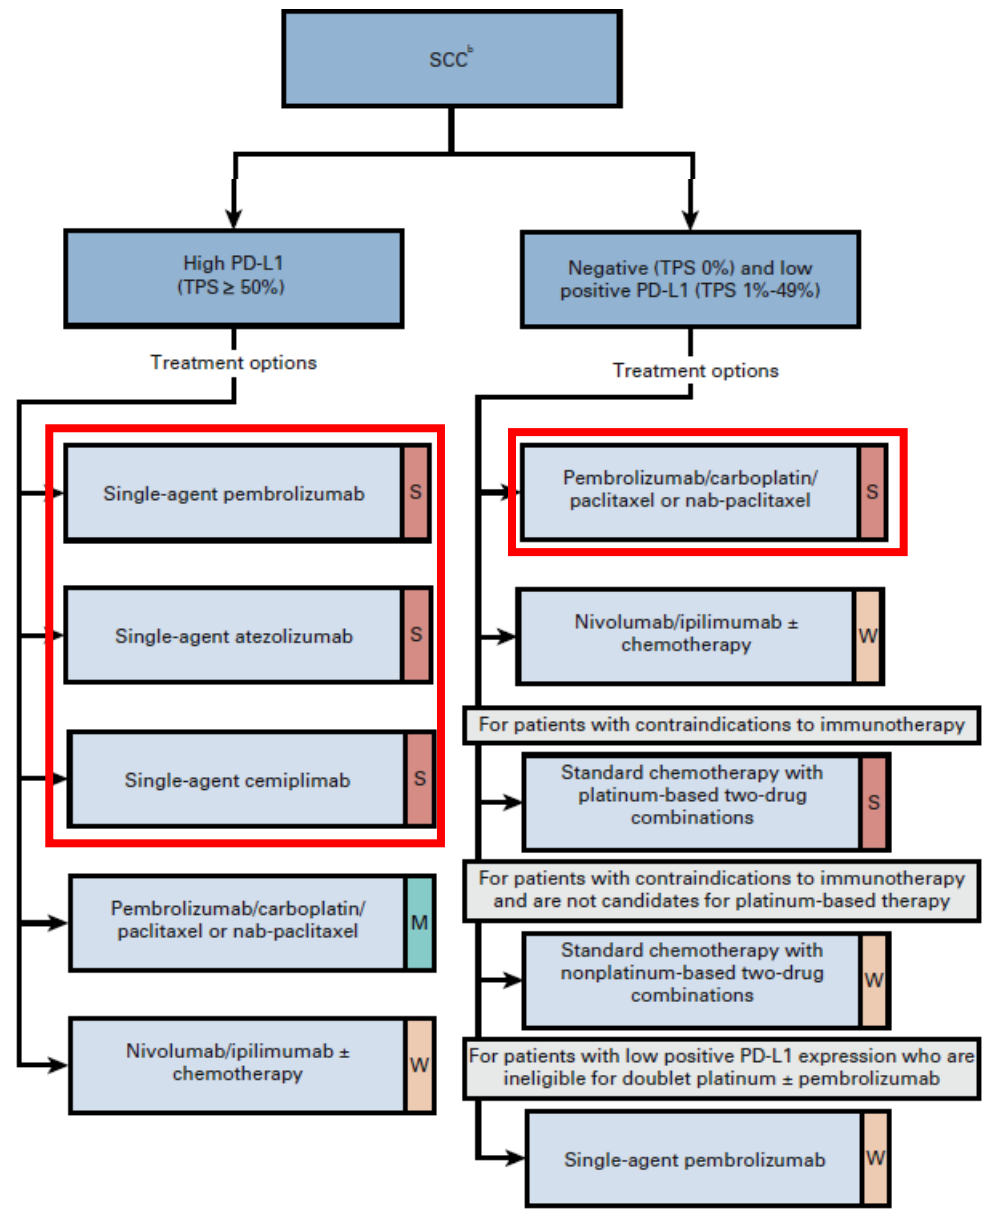 SCCb
High PD-L1
(TPS ≥ 50%)
Treatment options
Single-agent pembrolizumab
S
Single-agent atezolizumab
S
Single-agent cemiplimab
S
Pembrolizumab/carboplatin/
paclitaxel or nab-paclitaxel
M
Nivolumab/ipilimumab ±
chemotherapy
W
Negative (TPS 0%) and low
positive PD-L1 (TPS 1%-49%)
Treatment options
Pembrolizumab/carboplatin/
paclitaxel or nab-paclitaxel
S
Nivolumab/ipilimumab ±
chemotherapy
W
For patients with contraindications to immunotherapy
Standard chemotherapy with
platinum-based two-drug
combinations
S
For patients with contraindications to immunotherapy
and are not candidates for platinum-based therapy
Standard chemotherapy with
nonplatinum-based two-drug
combinations
W
For patients with low positive PD-L1 expression who are
ineligible for doublet platinum ± pembrolizumab
Single-agent pembrolizumab
W